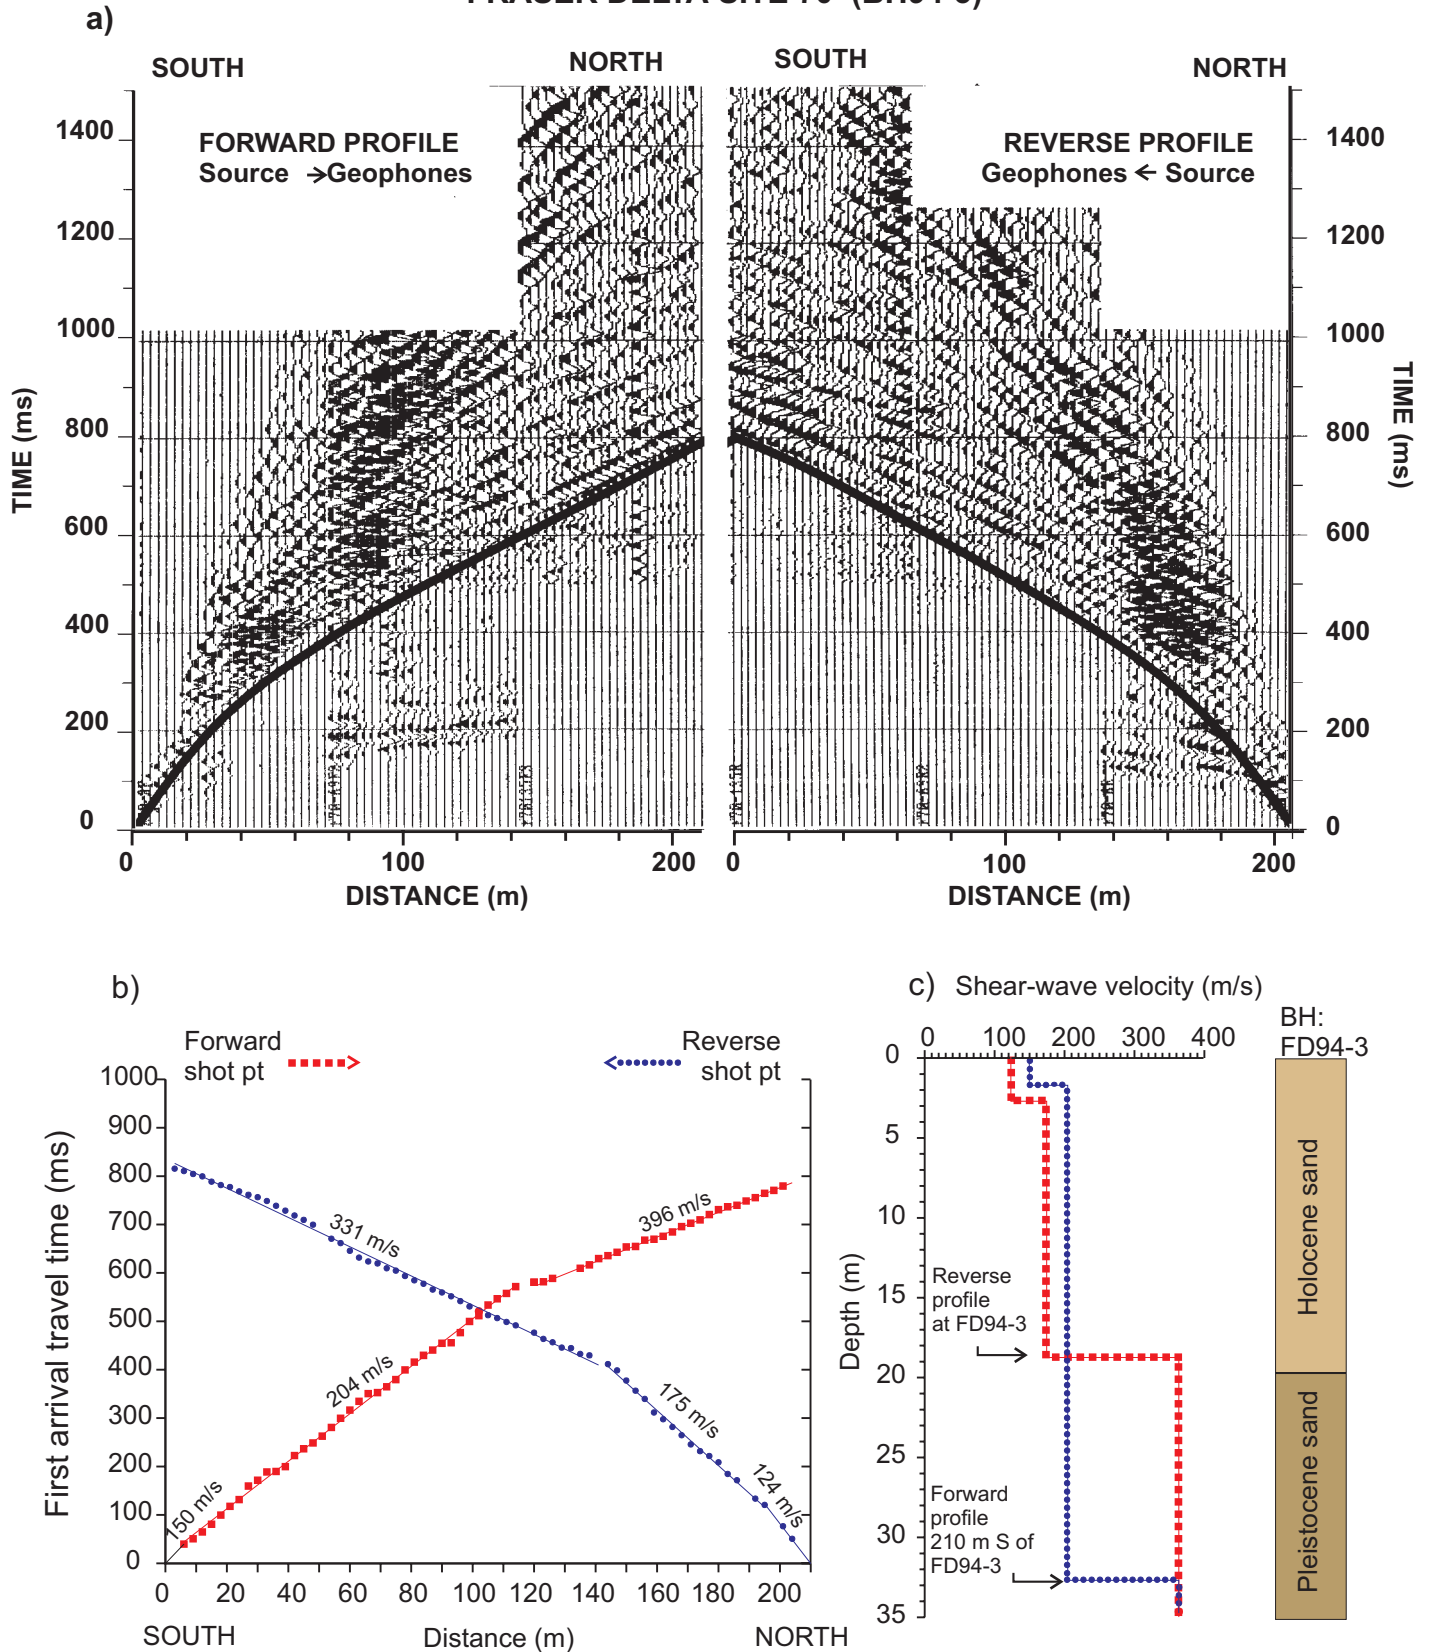 FRASER DELTA SITE 70 (BH94-3)
a)
SOUTH
NORTH
SOUTH
NORTH
FORWARD PROFILE
Source → Geophones
REVERSE PROFILE
Geophones ← Source
1400
1200
1000
800
600
400
200
0
TIME (ms)
1400
1200
1000
800
600
400
200
0
TIME (ms)
0 100 200
DISTANCE (m)
0 100 200
DISTANCE (m)
b)
Forward
shot pt
Reverse
shot pt
1000
900
800
700
600
500
400
300
200
100
0
First arrival travel time (ms)
331 m/s
396 m/s
204 m/s
175 m/s
150 m/s
124 m/s
0 20 40 60 80 100 120 140 160 180 200
SOUTH
Distance (m)
NORTH
c)
Shear-wave velocity (m/s)
0 100 200 300 400
BH:
FD94-3
0
5
10
15
20
25
30
35
Depth (m)
Reverse
profile
at FD94-3
Forward
profile
210 m S of
FD94-3
Holocene sand
Pleistocene sand